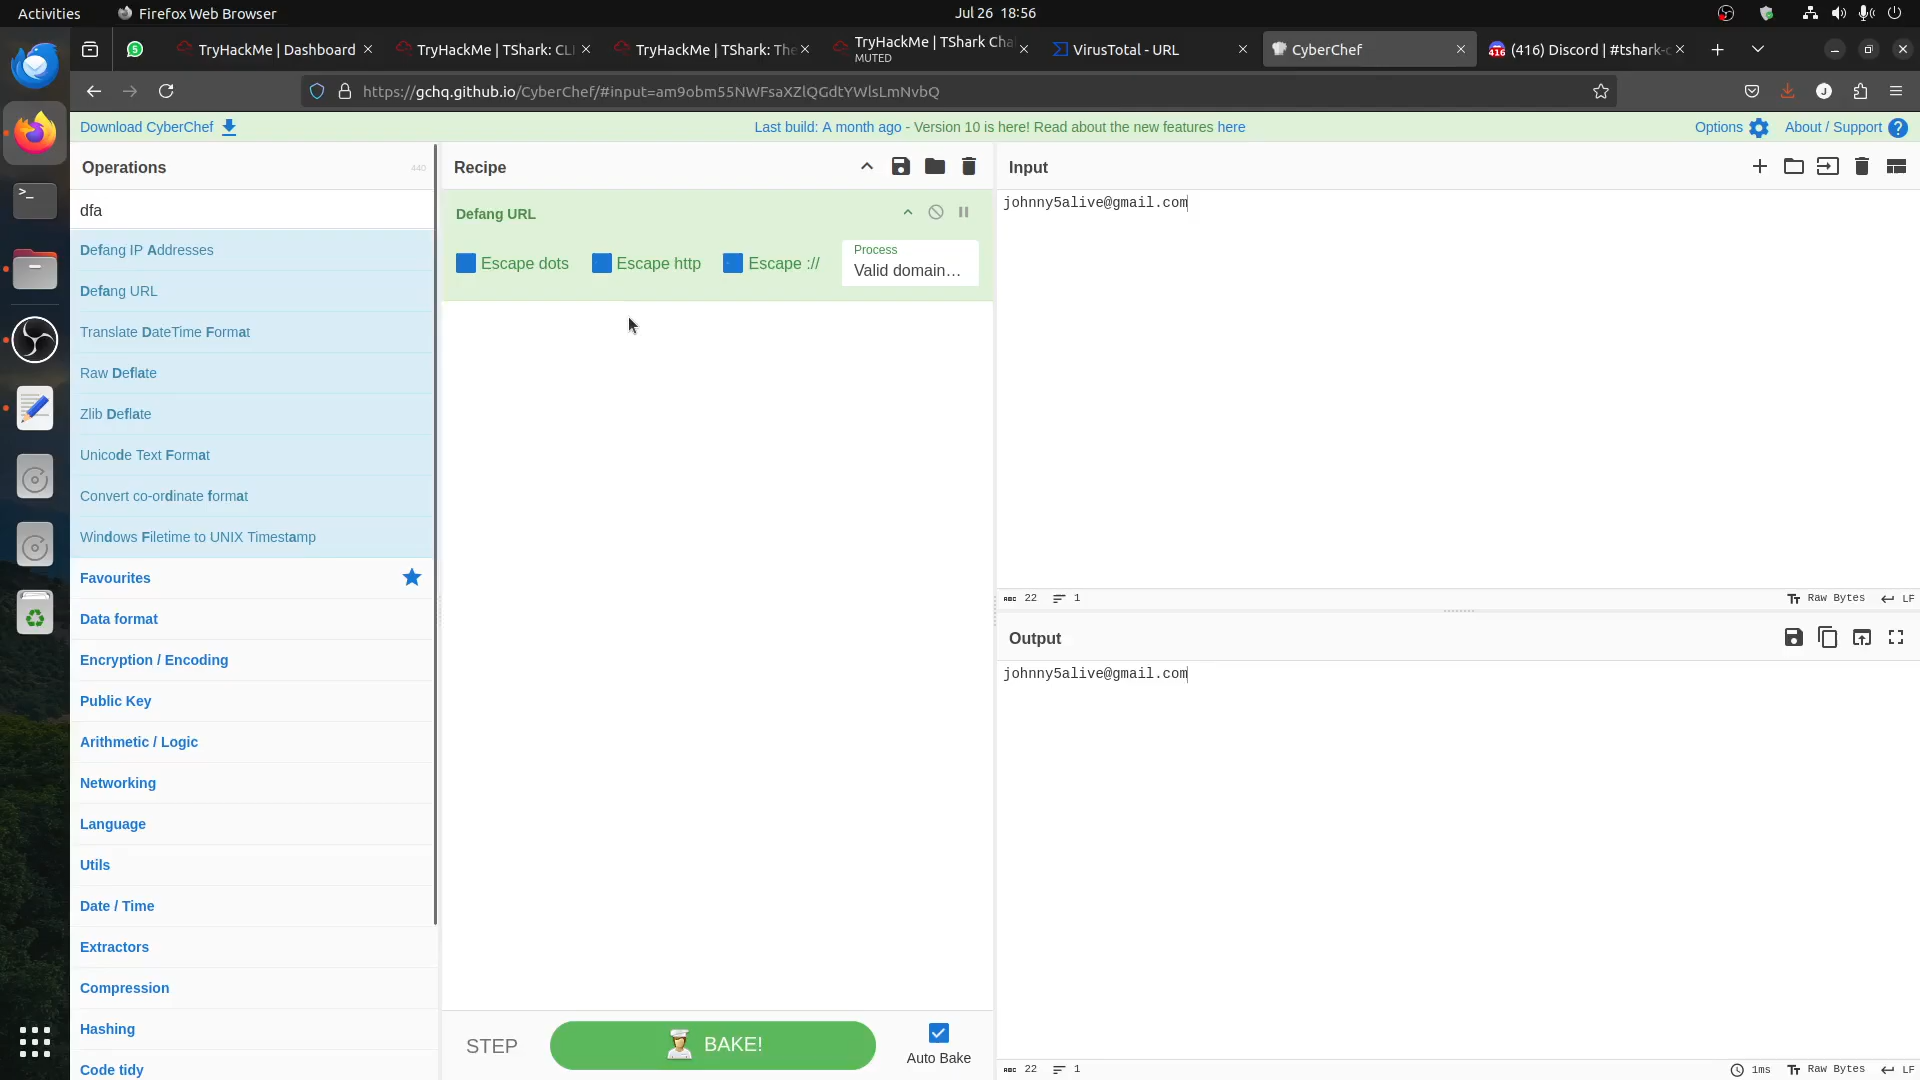 Activities
Firefox Web Browser
Jul 26 18:56
5
TryHackMe | Dashboard
TryHackMe | TShark: CLI
TryHackMe | TShark: The
TryHackMe | TShark Cha
MUTED
VirusTotal - URL
CyberChef
416
(416) Discord | #tshark-c
https://gchq.github.io/CyberChef/#input=am9obm55NWFsaXZlQGdtYWlsLmNvbQ
J
Download CyberChef
Last build: A month ago - Version 10 is here! Read about the new features here
Options
About / Support
Operations
440
Recipe
Input
dfa
Defang IP Addresses
Defang URL
Translate DateTime Format
Raw Deflate
Zlib Deflate
Unicode Text Format
Convert co-ordinate format
Windows Filetime to UNIX Timestamp
Favourites
Data format
Encryption / Encoding
Public Key
Arithmetic / Logic
Networking
Language
Utils
Date / Time
Extractors
Compression
Hashing
Code tidy
Defang URL
Escape dots
Escape http
Escape ://
Process
Valid domain…
STEP
BAKE!
Auto Bake
johnny5alive@gmail.com
ABC 22
1
Raw Bytes
LF
Output
johnny5alive@gmail.com
ABC 22
1
1ms
Raw Bytes
LF